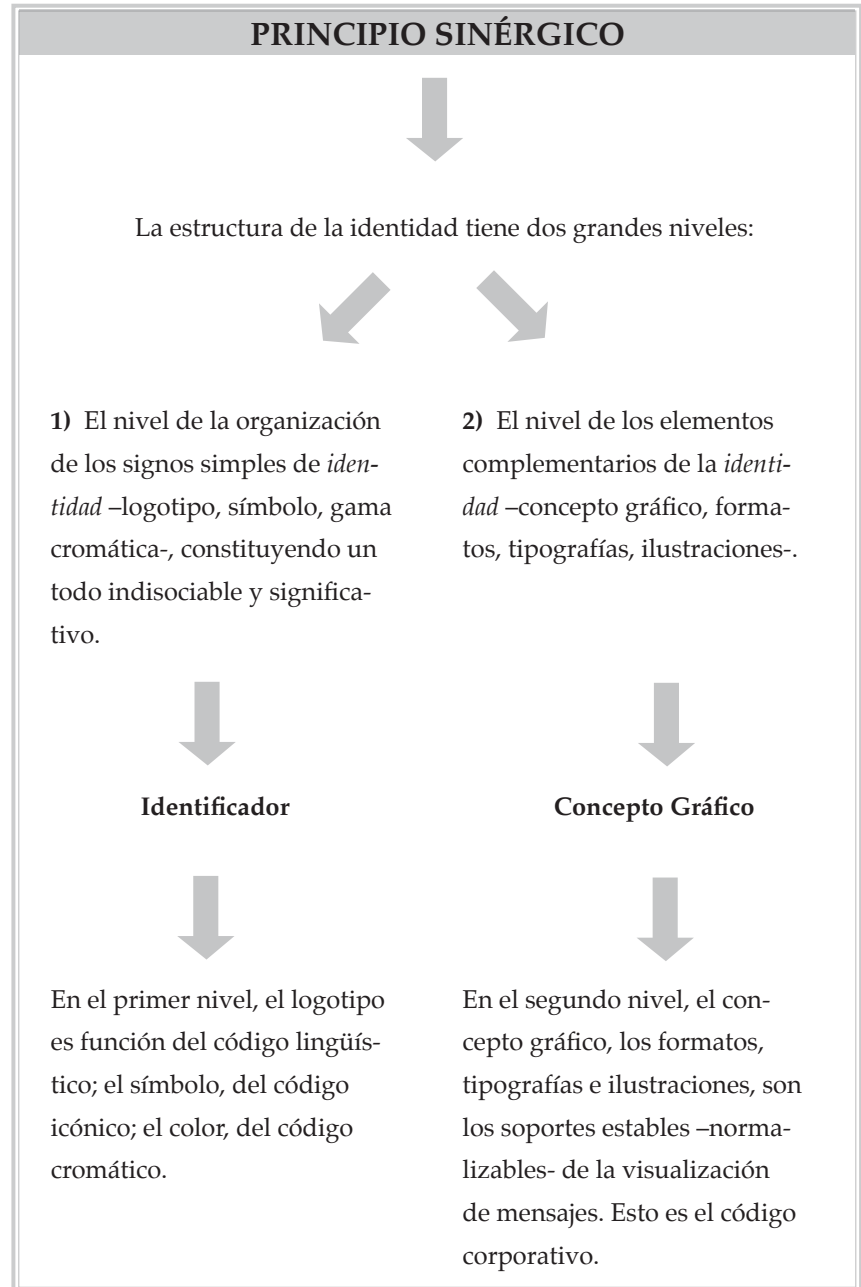 PRINCIPIO SINÉRGICO
La estructura de la identidad tiene dos grandes niveles:
1) El nivel de la organización
de los signos simples de iden-
tidad –logotipo, símbolo, gama
cromática-, constituyendo un
todo indisociable y significa-
tivo.
2) El nivel de los elementos
complementarios de la identi-
dad –concepto gráfico, forma-
tos, tipografías, ilustraciones-.
Identificador
Concepto Gráfico
En el primer nivel, el logotipo
es función del código lingüís-
tico; el símbolo, del código
icónico; el color, del código
cromático.
En el segundo nivel, el con-
cepto gráfico, los formatos,
tipografías e ilustraciones, son
los soportes estables –norma-
lizables- de la visualización
de mensajes. Esto es el código
corporativo.